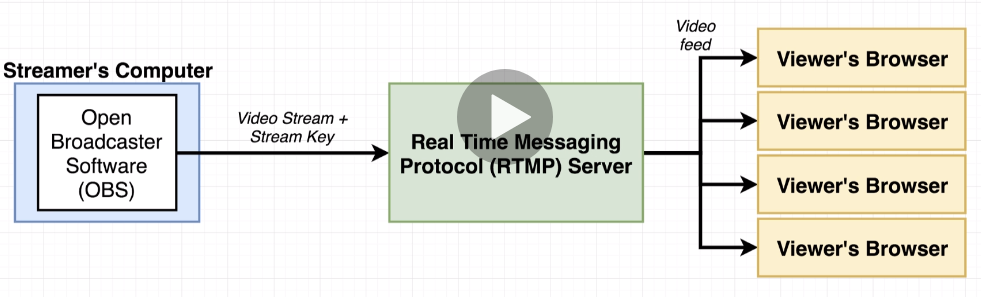 Streamer's Computer
Open
Broadcaster
Software
(OBS)
Video Stream +
Stream Key
Real Time Messaging
Protocol (RTMP) Server
Video
feed
Viewer's Browser
Viewer's Browser
Viewer's Browser
Viewer's Browser